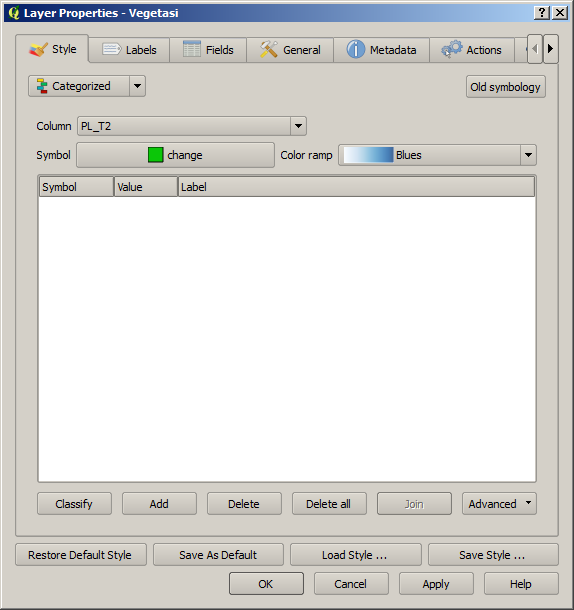 Layer Properties - Vegetasi
Style Labels Fields General Metadata Actions
Categorized Old symbology
Column PL_T2
Symbol change Color ramp Blues
Symbol Value Label
Classify Add Delete Delete all Join Advanced
Restore Default Style Save As Default Load Style ... Save Style ...
OK Cancel Apply Help